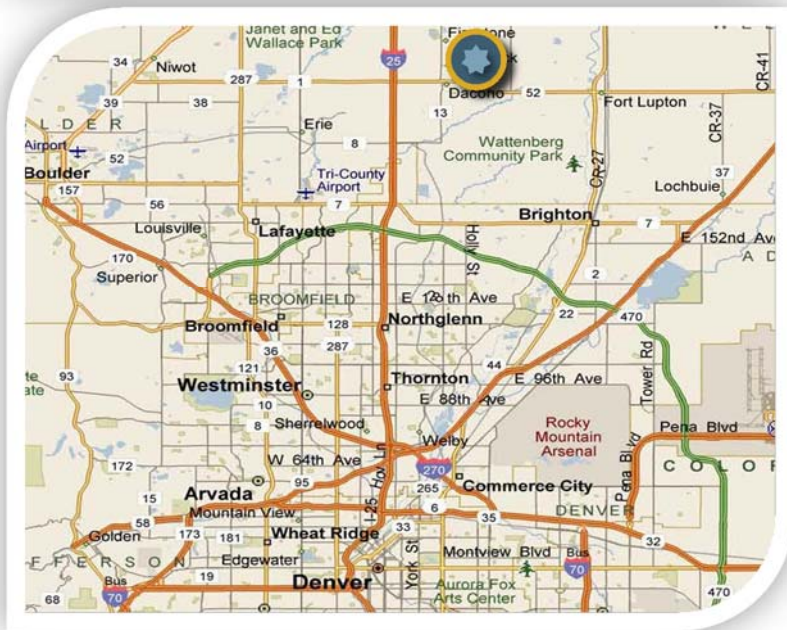 Janet and Ed
Wallace Park
34
Niwot
287
1
25
Dacono
52
Fort Lupton
CR-41
39
38
Erie
13
CR-37
Airport
52
8
Wattenberg
Community Park
CR-27
Boulder
157
Tri-County
Airport
37
Lochbuie
56
7
Brighton
7
Louisville
Lafayette
Holly St
E 152nd Av
170
Superior
2
BROOMFIELD
22
470
Broomfield
128
Northglenn
36
287
121
44
Tower Rd
93
Westminster
Thornton
E 96th Ave
10
E 88th Ave
8
Sherrelwood
Welby
Rocky
Mountain
Arsenal
Pena Blvd
Pena Blvd
172
W 64th Ave
Hov Ln
270
COLOR
95
265
Commerce City
15
Arvada
6
DENVER
58
Mountain View
I-25
33
35
Golden
173
181
Wheat Ridge
York St
32
FFERSON
Edgewater
Montview Blvd
Bus
70
19
Denver
Aurora Fox
Arts Center
Bus
70
68
470